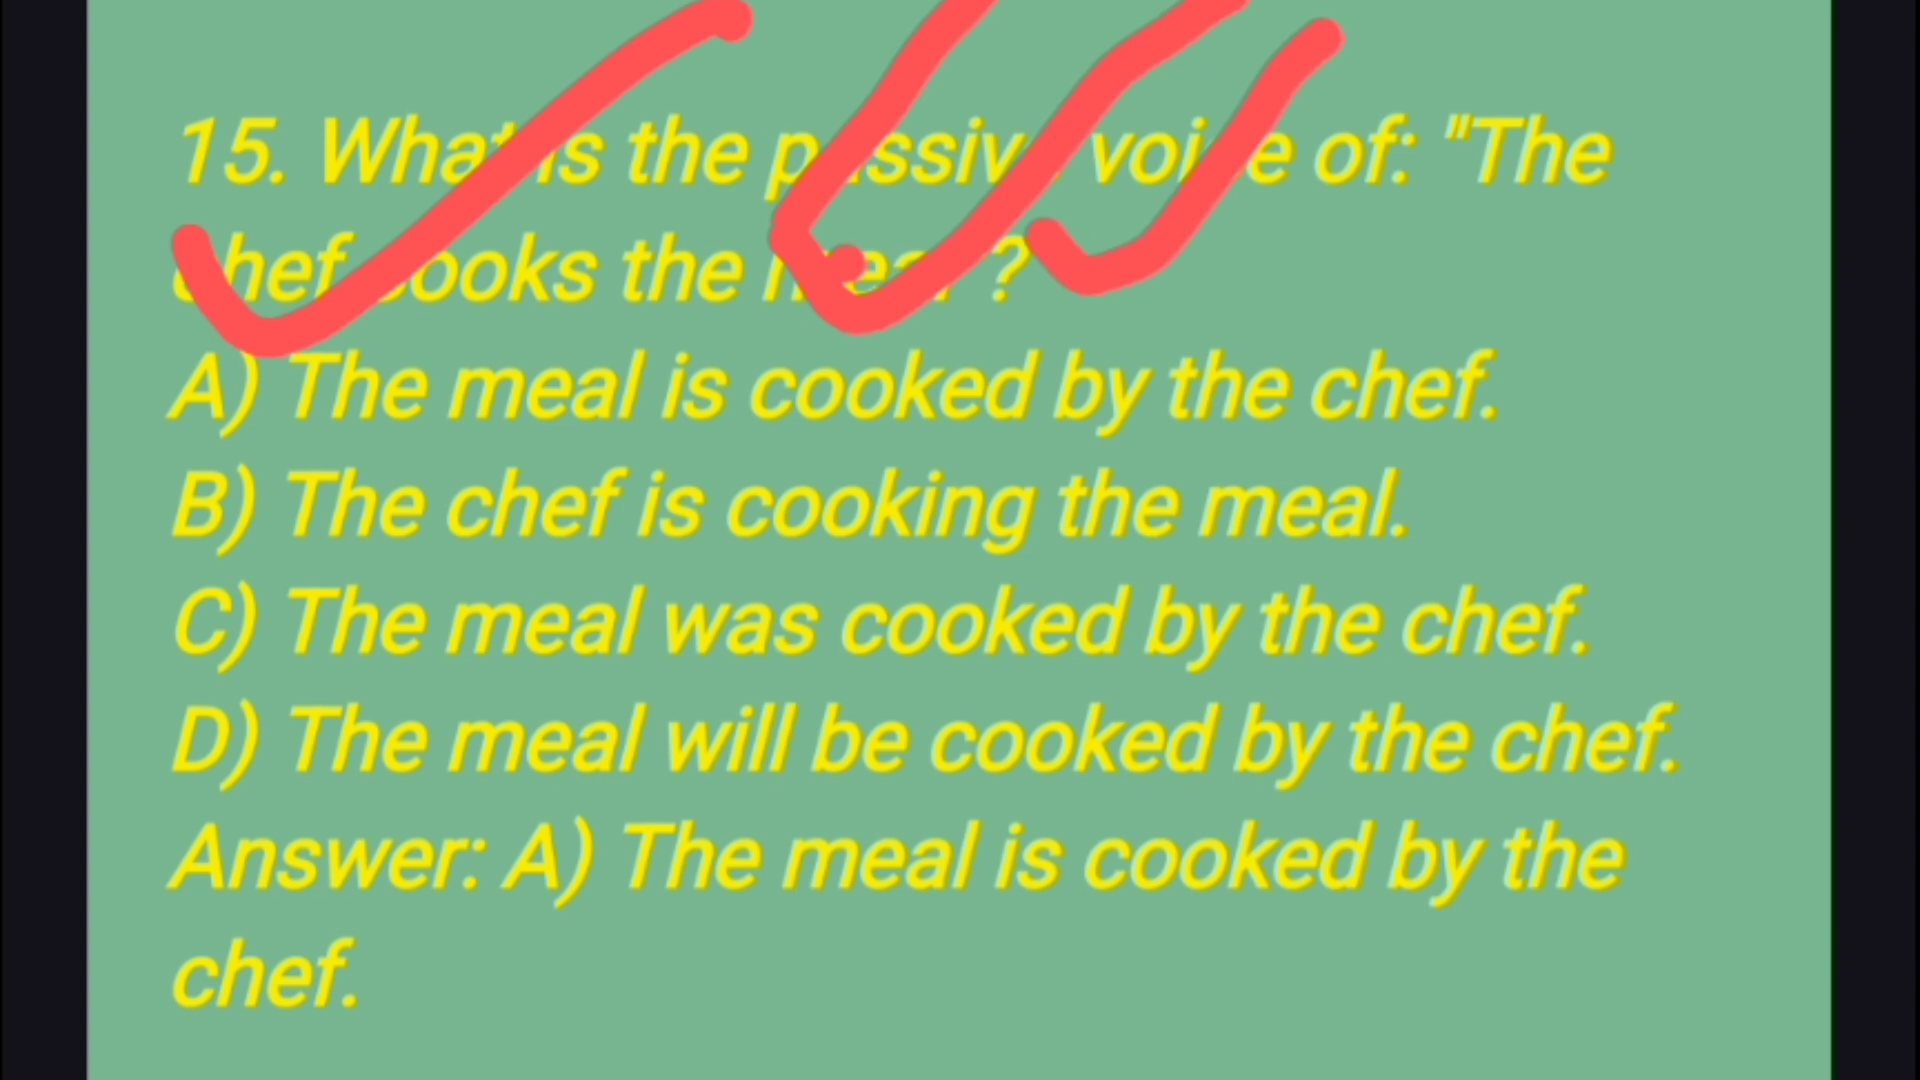 15. What is the passive voice of: "The
chef cooks the meal"?
A) The meal is cooked by the chef.
B) The chef is cooking the meal.
C) The meal was cooked by the chef.
D) The meal will be cooked by the chef.
Answer: A) The meal is cooked by the
chef.